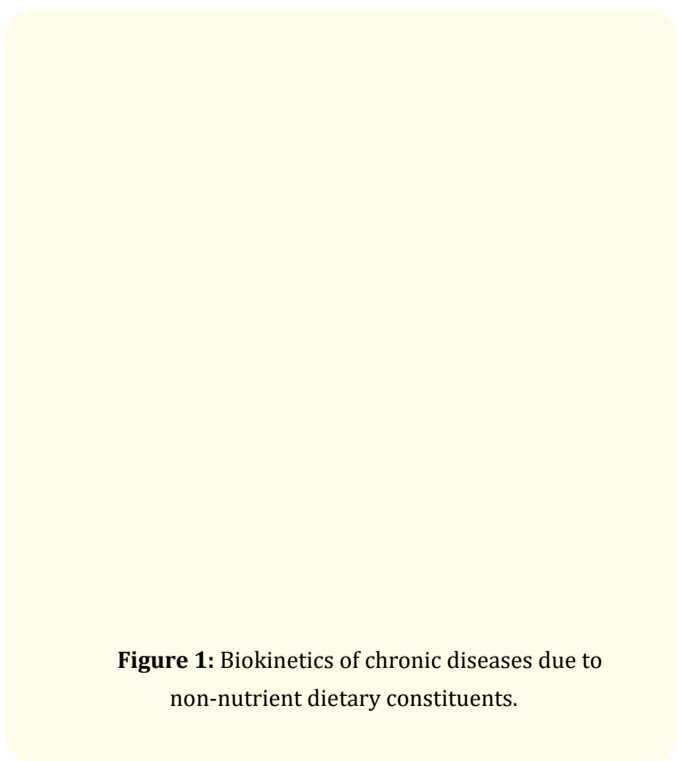 Figure 1: Biokinetics of chronic diseases due to
non-nutrient dietary constituents.